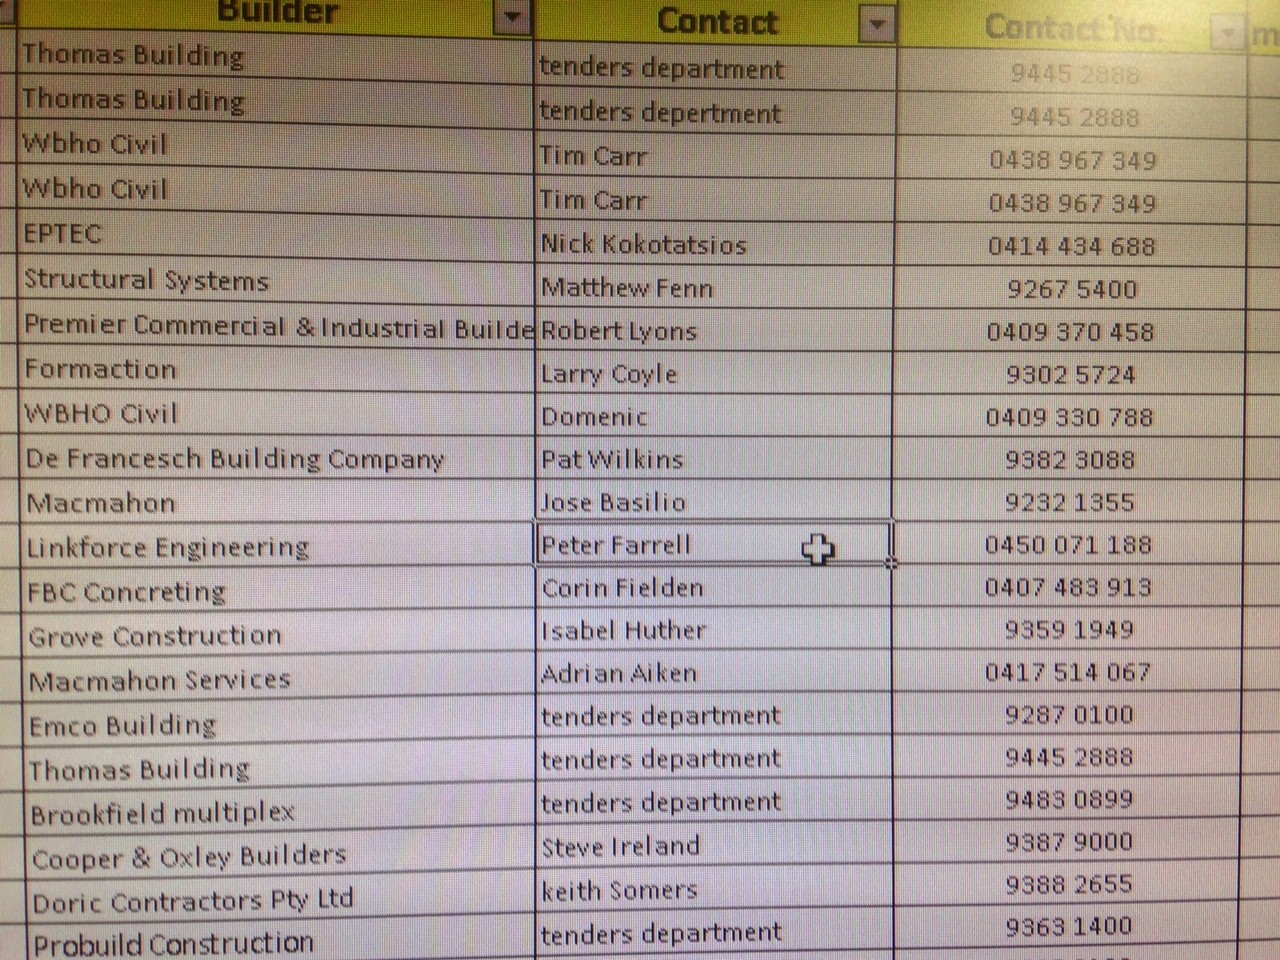 Builder Contact Contact No. m
Thomas Building tenders department 9445 2888
Thomas Building tenders depertment 9445 2888
Wbho Civil Tim Carr 0438 967 349
Wbho Civil Tim Carr 0438 967 349
EPTEC Nick Kokotatsios 0414 434 688
Structural Systems Matthew Fenn 9267 5400
Premier Commercial & Industrial Builde Robert Lyons 0409 370 458
Formaction Larry Coyle 9302 5724
WBHO Civil Domenic 0409 330 788
De Francesch Building Company Pat Wilkins 9382 3088
Macmahon Jose Basilio 9232 1355
Linkforce Engineering Peter Farrell 0450 071 188
FBC Concreting Corin Fielden 0407 483 913
Grove Construction Isabel Huther 9359 1949
Macmahon Services Adrian Aiken 0417 514 067
Emco Building tenders department 9287 0100
Thomas Building tenders department 9445 2888
Brookfield multiplex tenders department 9483 0899
Cooper & Oxley Builders Steve Ireland 9387 9000
Doric Contractors Pty Ltd keith Somers 9388 2655
Probuild Construction tenders department 9363 1400